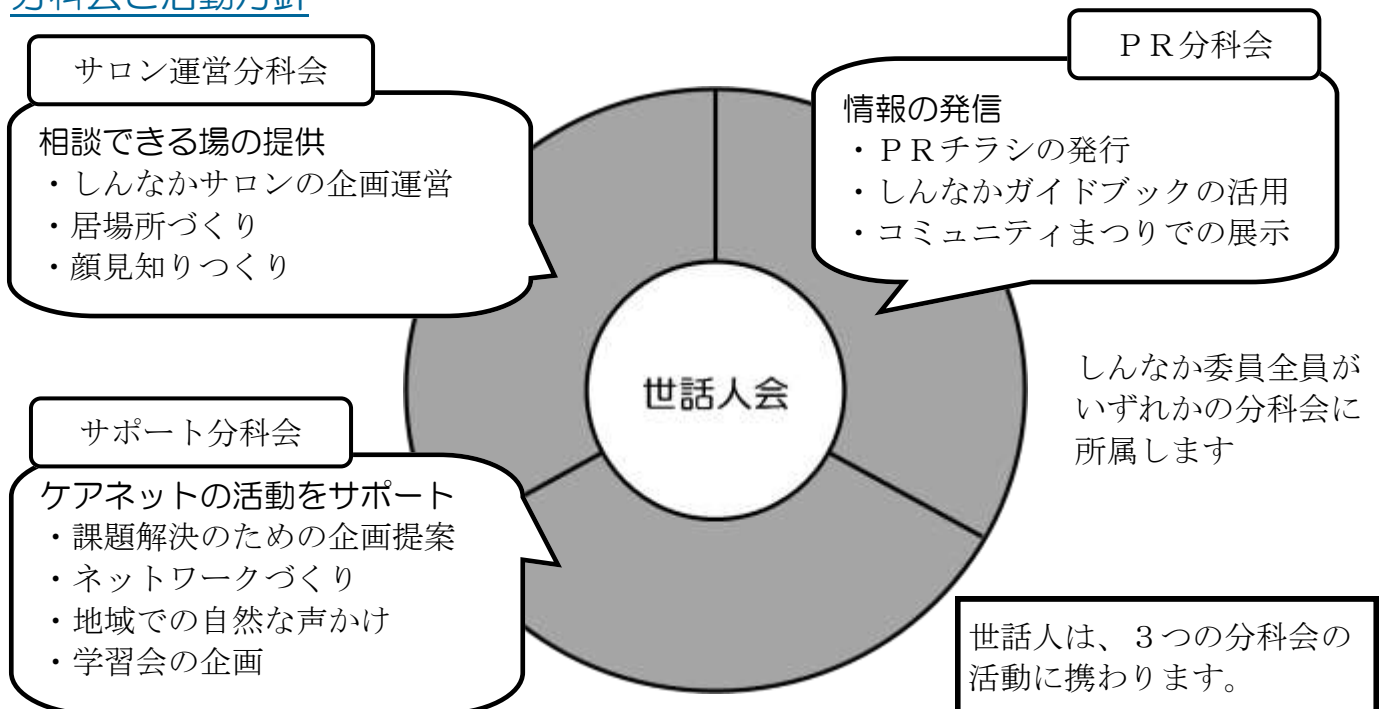 分科会と活動方針
サロン運営分科会
相談できる場の提供
・しんなかサロンの企画運営
・居場所づくり
・顔見知りつくり
ＰＲ分科会
情報の発信
・ＰＲチラシの発行
・しんなかガイドブックの活用
・コミュニティまつりでの展示
世話人会
しんなか委員全員が
いずれかの分科会に
所属します
サポート分科会
ケアネットの活動をサポート
・課題解決のための企画提案
・ネットワークづくり
・地域での自然な声かけ
・学習会の企画
世話人は、３つの分科会の
活動に携わります。